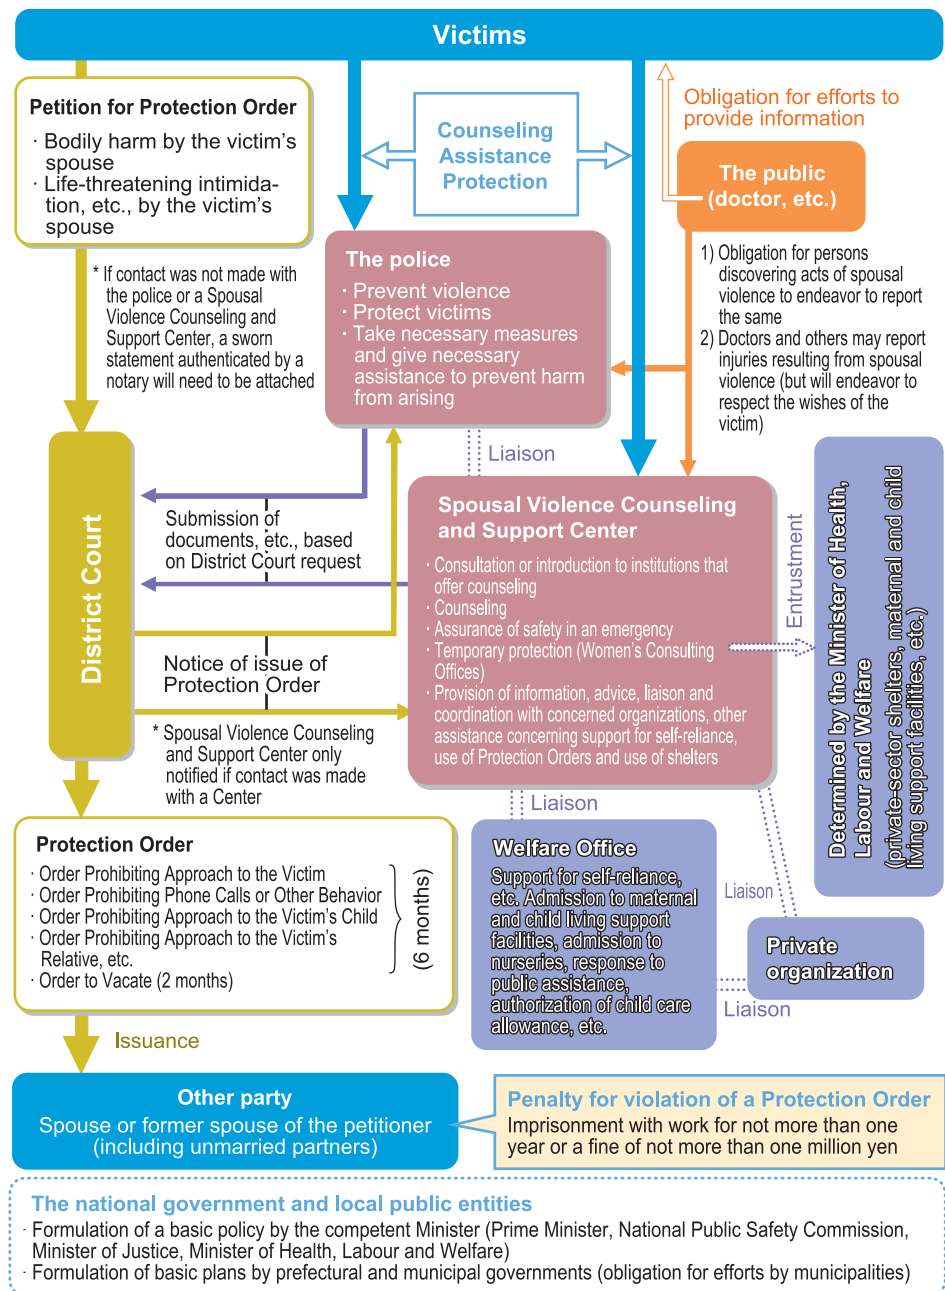 Victims
Petition for Protection Order
· Bodily harm by the victim's
spouse
· Life-threatening intimida-
tion, etc., by the victim's
spouse
Counseling
Assistance
Protection
Obligation for efforts to
provide information
The public
(doctor, etc.)
* If contact was not made with
the police or a Spousal
Violence Counseling and
Support Center, a sworn
statement authenticated by a
notary will need to be attached
The police
· Prevent violence
· Protect victims
· Take necessary measures
and give necessary
assistance to prevent harm
from arising
1) Obligation for persons
discovering acts of spousal
violence to endeavor to report
the same
2) Doctors and others may report
injuries resulting from spousal
violence (but will endeavor to
respect the wishes of the
victim)
Liaison
District Court
Submission of
documents, etc., based
on District Court request
Spousal Violence Counseling
and Support Center
· Consultation or introduction to institutions that
offer counseling
· Counseling
· Assurance of safety in an emergency
· Temporary protection (Women's Consulting
Offices)
· Provision of information, advice, liaison and
coordination with concerned organizations, other
assistance concerning support for self-reliance,
use of Protection Orders and use of shelters
Entrustment
Determined by the Minister of Health,
Labour and Welfare
(private-sector shelters, maternal and child
living support facilities, etc.)
Notice of issue of
Protection Order
* Spousal Violence Counseling
and Support Center only
notified if contact was made
with a Center
Liaison
Protection Order
· Order Prohibiting Approach to the Victim
· Order Prohibiting Phone Calls or Other Behavior
· Order Prohibiting Approach to the Victim's Child
· Order Prohibiting Approach to the Victim's
Relative, etc.
· Order to Vacate (2 months)
(6 months)
Welfare Office
Support for self-reliance,
etc. Admission to maternal
and child living support
facilities, admission to
nurseries, response to
public assistance,
authorization of child care
allowance, etc.
Liaison
Private
organization
Liaison
Issuance
Other party
Spouse or former spouse of the petitioner
(including unmarried partners)
Penalty for violation of a Protection Order
Imprisonment with work for not more than one
year or a fine of not more than one million yen
The national government and local public entities
· Formulation of a basic policy by the competent Minister (Prime Minister, National Public Safety Commission,
Minister of Justice, Minister of Health, Labour and Welfare)
· Formulation of basic plans by prefectural and municipal governments (obligation for efforts by municipalities)